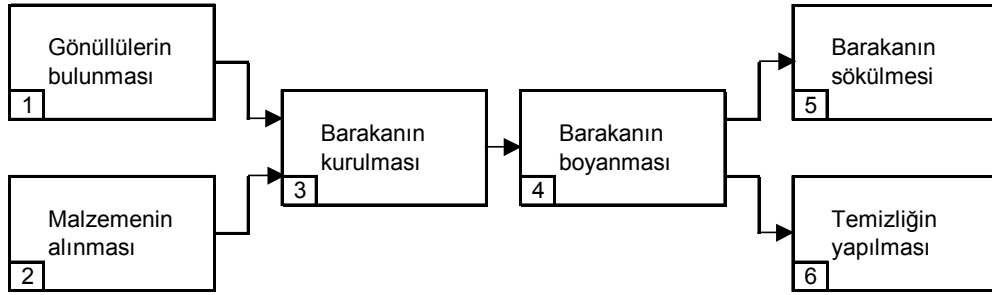 Gönüllülerin
bulunması
1
Malzemenin
alınması
2
Barakanın
kurulması
3
Barakanın
boyanması
4
Barakanın
sökülmesi
5
Temizliğin
yapılması
6